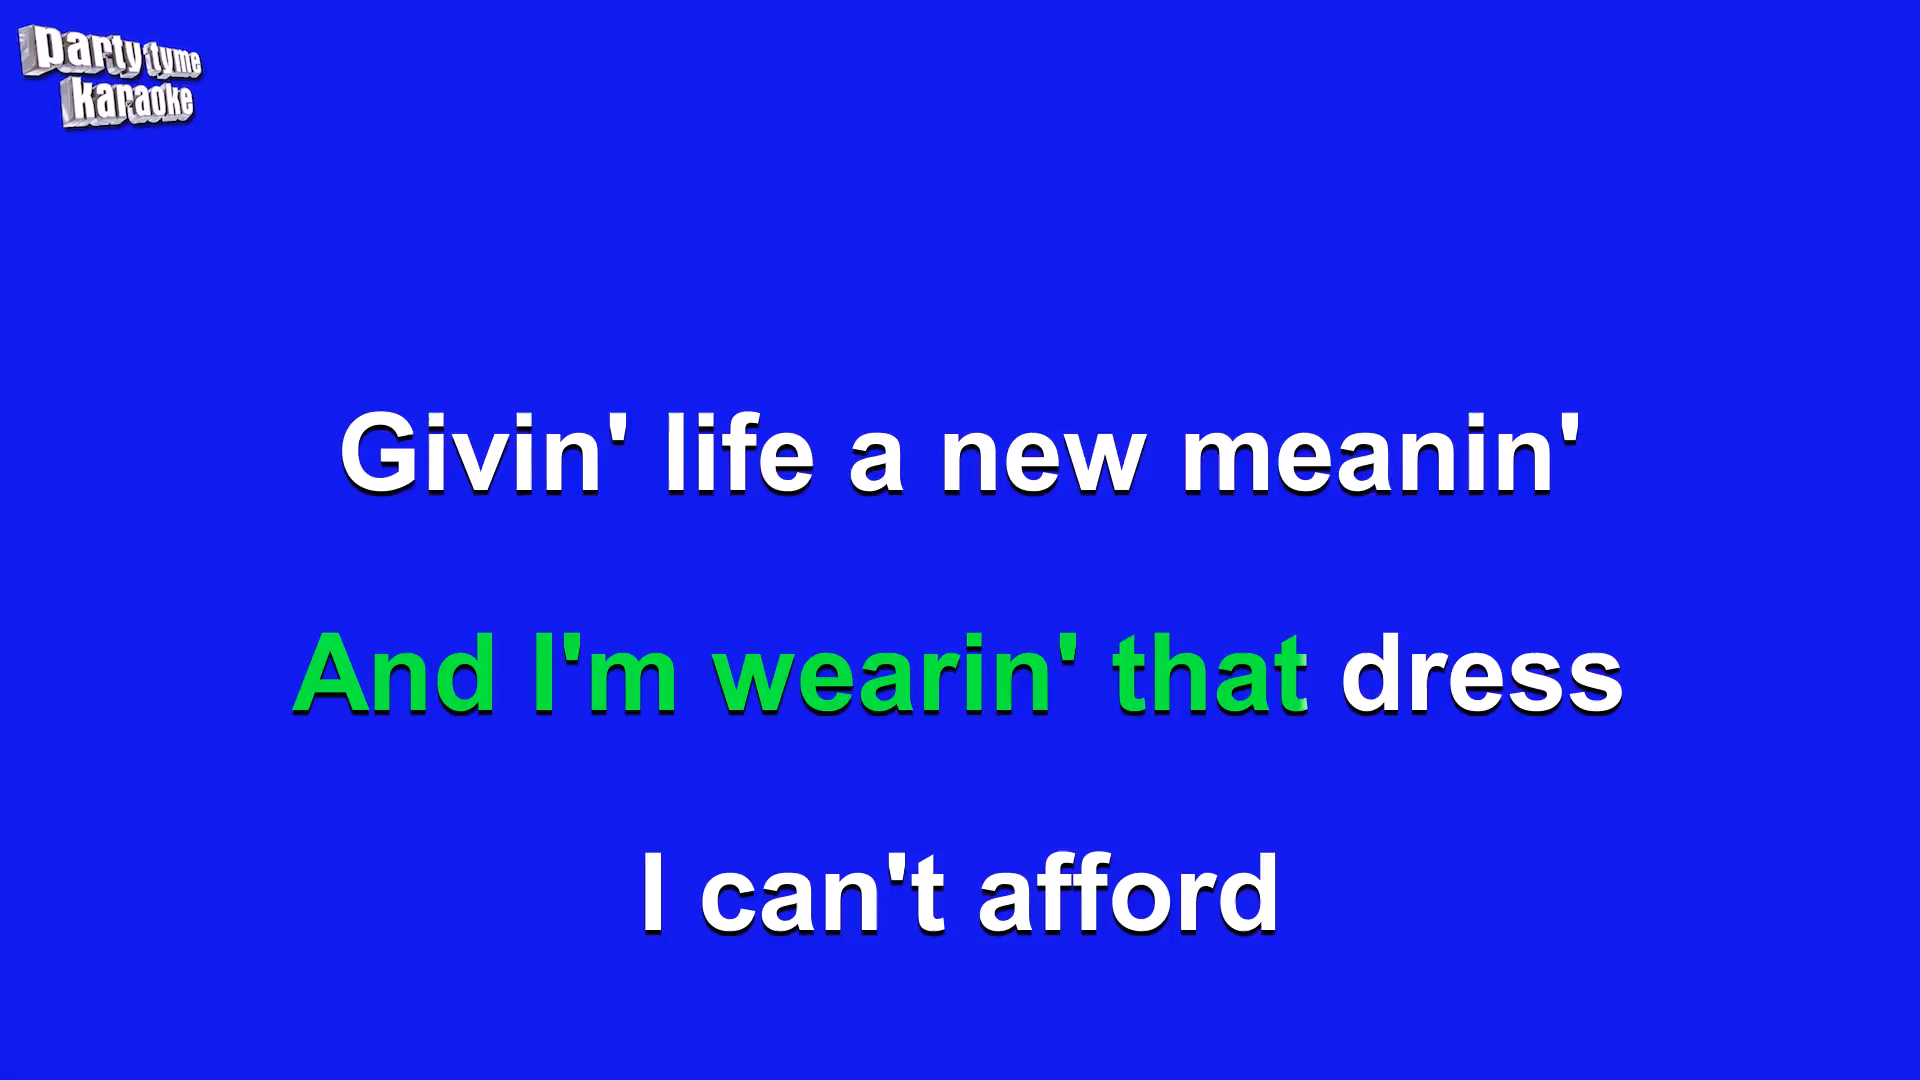 party tyme
karaoke
Givin' life a new meanin'
And I'm wearin' that dress
I can't afford